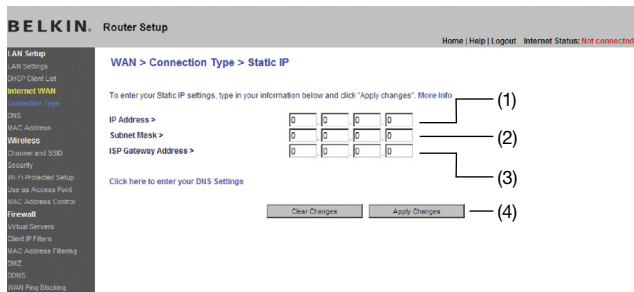 BELKIN. Router Setup
Home | Help | Logout Internet Status: Not connected
LAN Setup
LAN Settings
DHCP Client List
Internet WAN
Connection Type
DNS
MAC Address
Wireless
Channel and SSID
Security
Wi-Fi Protected Setup
Use as Access Point
MAC Address Control
Firewall
Virtual Servers
Client IP Filters
MAC Address Filtering
DMZ
DDNS
WAN Ping Blocking
WAN > Connection Type > Static IP
To enter your Static IP settings, type in your information below and click "Apply changes". More Info
IP Address > 0 . 0 . 0 . 0
Subnet Mask > 0 . 0 . 0 . 0
ISP Gateway Address > 0 . 0 . 0 . 0
Click here to enter your DNS Settings
Clear Changes Apply Changes
(1)
(2)
(3)
(4)